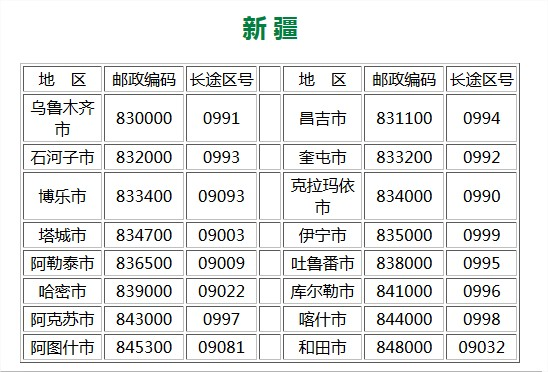 新疆
地 区 邮政编码 长途区号 地 区 邮政编码 长途区号
乌鲁木齐市 830000 0991 昌吉市 831100 0994
石河子市 832000 0993 奎屯市 833200 0992
博乐市 833400 09093 克拉玛依市 834000 0990
塔城市 834700 09003 伊宁市 835000 0999
阿勒泰市 836500 09009 吐鲁番市 838000 0995
哈密市 839000 09022 库尔勒市 841000 0996
阿克苏市 843000 0997 喀什市 844000 0998
阿图什市 845300 09081 和田市 848000 09032